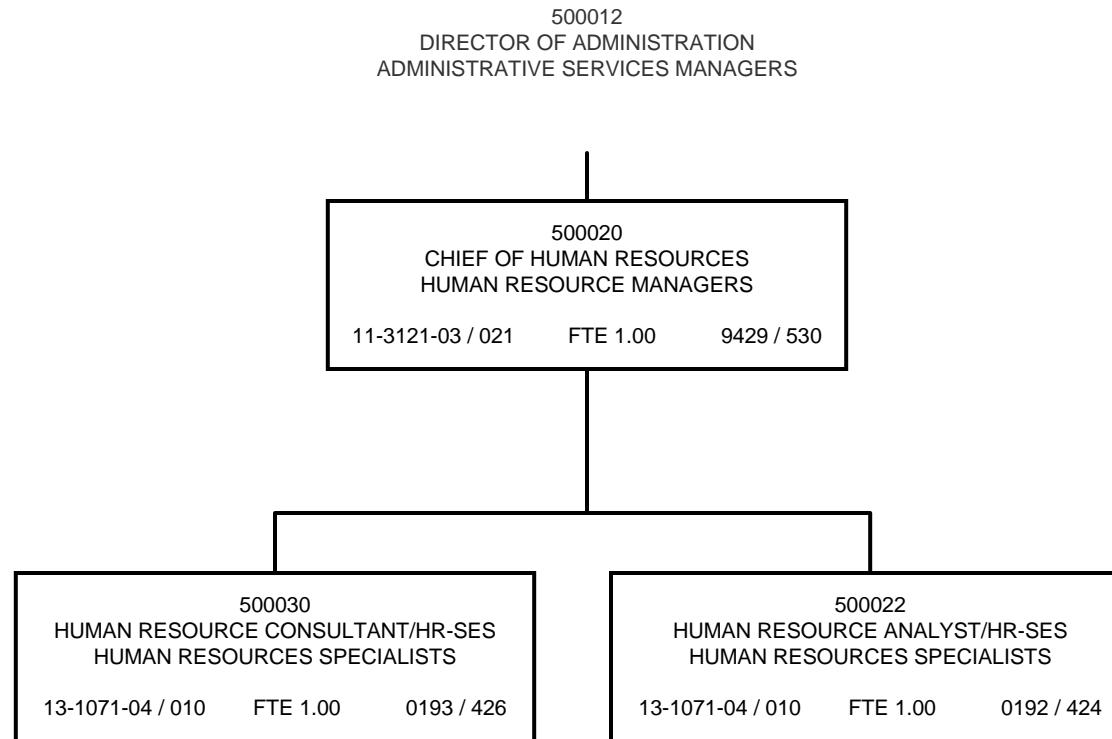 500012
DIRECTOR OF ADMINISTRATION
ADMINISTRATIVE SERVICES MANAGERS
500020
CHIEF OF HUMAN RESOURCES
HUMAN RESOURCE MANAGERS
11-3121-03 / 021 FTE 1.00 9429 / 530
500030
HUMAN RESOURCE CONSULTANT/HR-SES
HUMAN RESOURCES SPECIALISTS
13-1071-04 / 010 FTE 1.00 0193 / 426
500022
HUMAN RESOURCE ANALYST/HR-SES
HUMAN RESOURCES SPECIALISTS
13-1071-04 / 010 FTE 1.00 0192 / 424